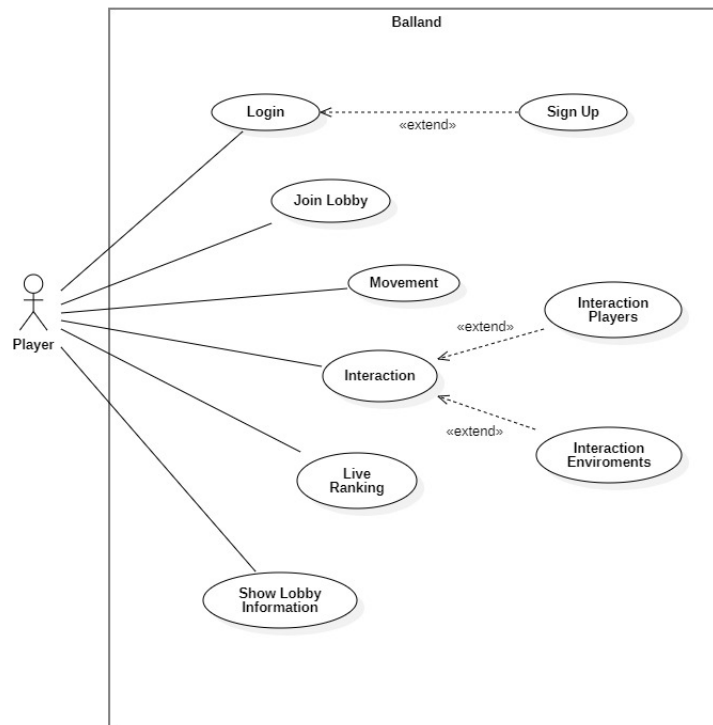 Balland
Login
«extend»
Sign Up
Join Lobby
Movement
Player
Interaction
«extend»
Interaction
Players
«extend»
Interaction
Enviroments
Live
Ranking
Show Lobby
Information